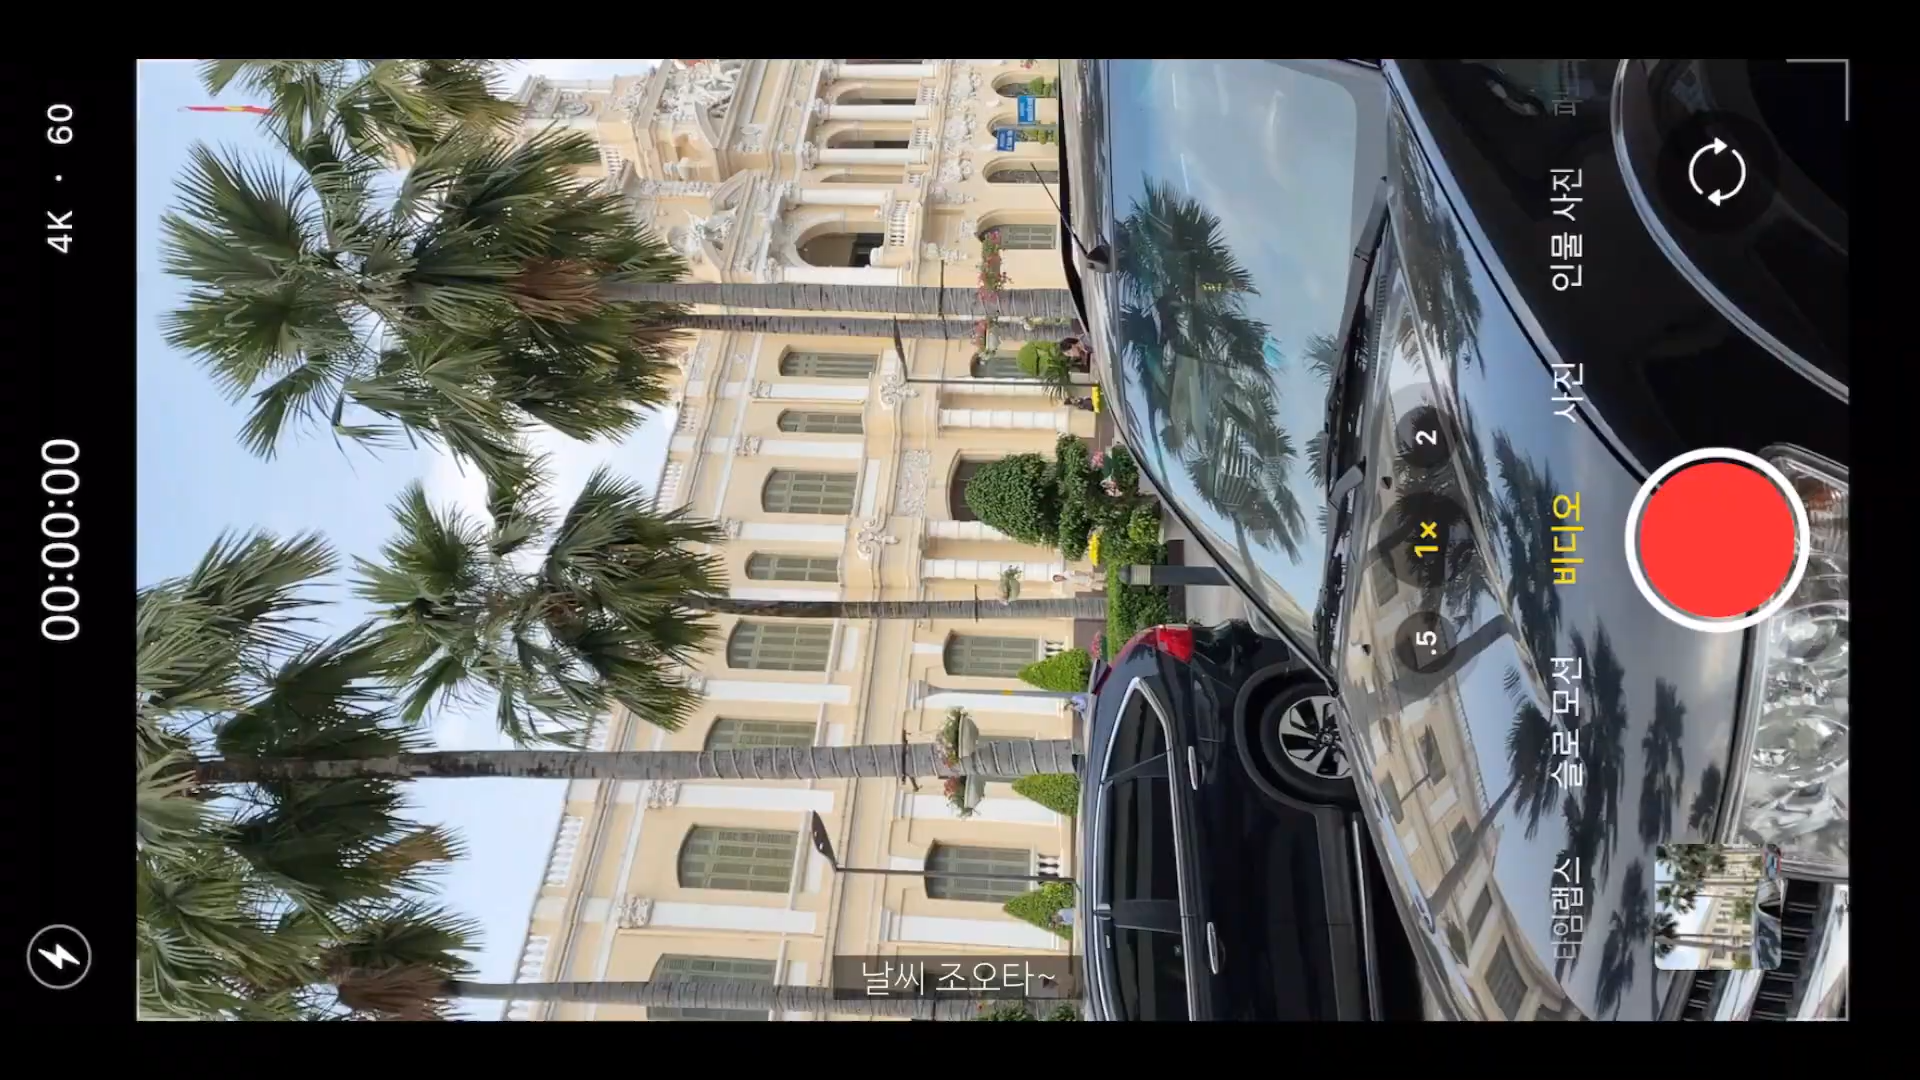 4K · 60
00:00:00
.5
1×
2
타임랩스
슬로 모션
비디오
사진
인물 사진
날씨 조오타~